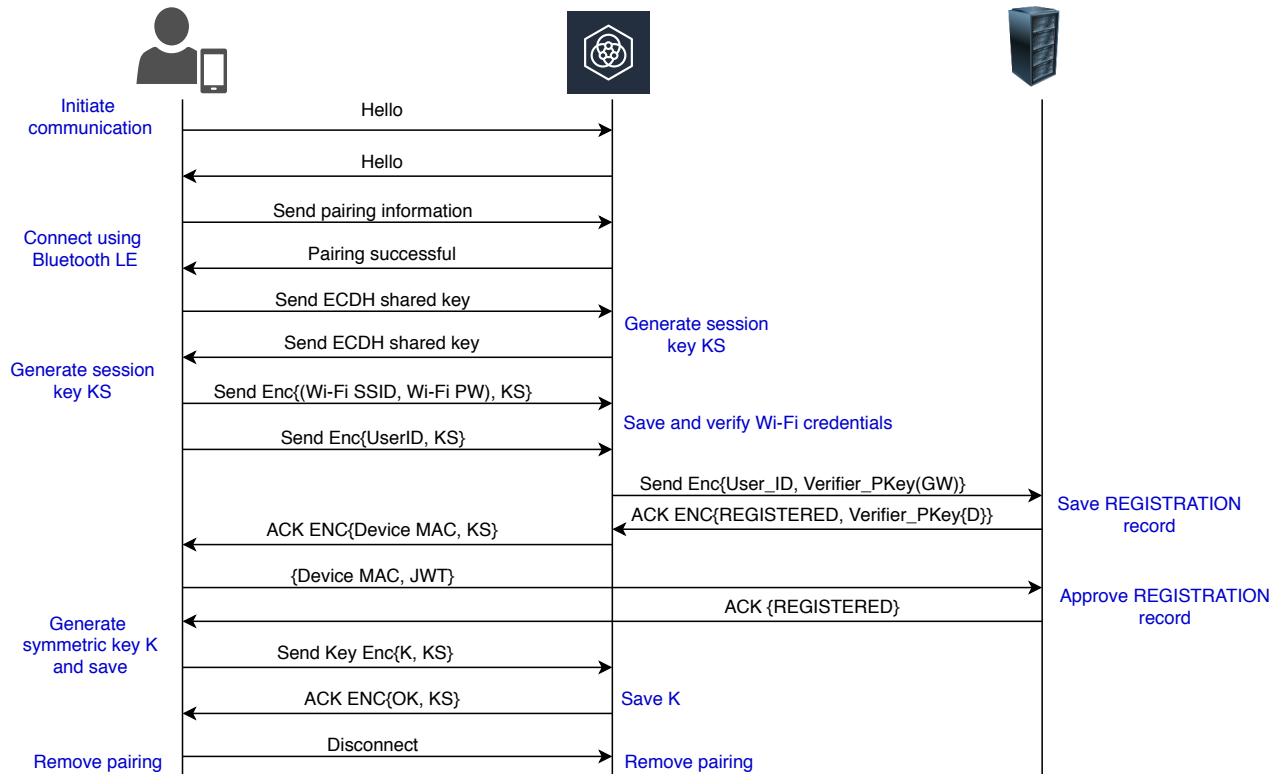 Initiate
communication
Hello
Hello
Send pairing information
Connect using
Bluetooth LE
Pairing successful
Send ECDH shared key
Generate session
key KS
Send ECDH shared key
Generate session
key KS
Send Enc{(Wi-Fi SSID, Wi-Fi PW), KS}
Save and verify Wi-Fi credentials
Send Enc{UserID, KS}
Send Enc{User_ID, Verifier_PKey(GW)}
Save REGISTRATION
record
ACK ENC{REGISTERED, Verifier_PKey{D}}
ACK ENC{Device MAC, KS}
{Device MAC, JWT}
Approve REGISTRATION
record
ACK {REGISTERED}
Generate
symmetric key K
and save
Send Key Enc{K, KS}
ACK ENC{OK, KS}
Save K
Disconnect
Remove pairing
Remove pairing